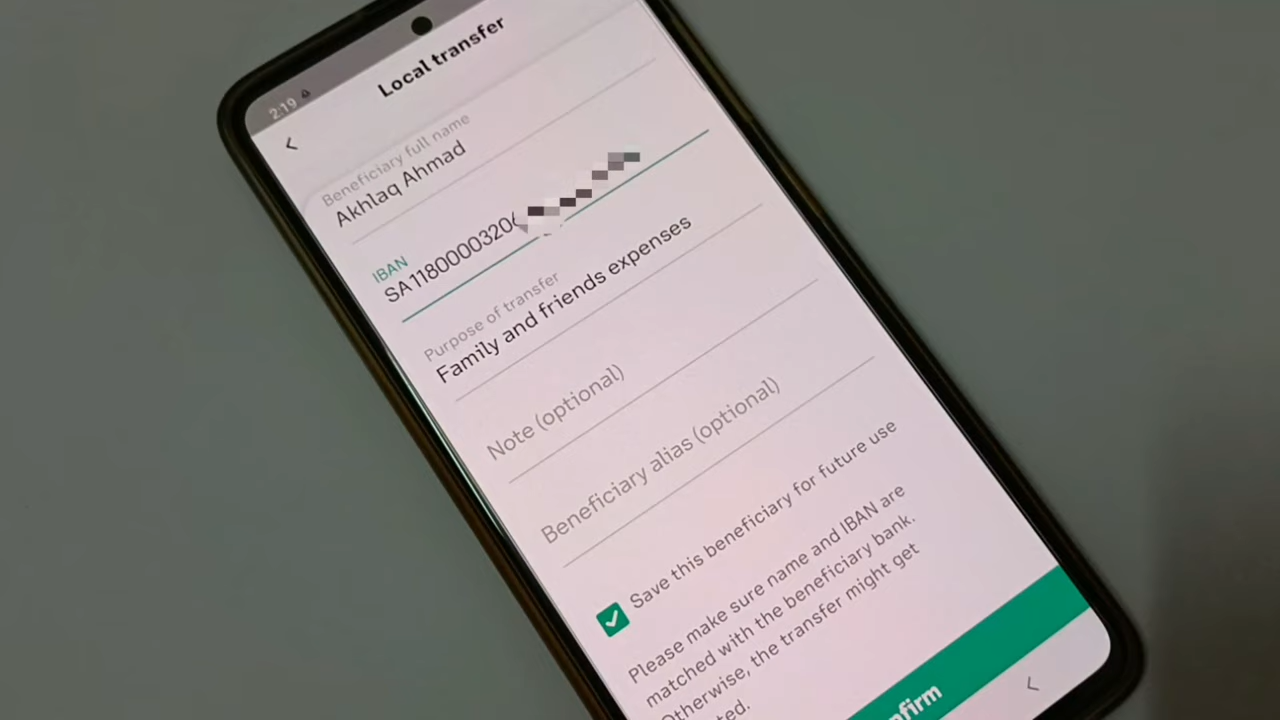 2:19
Local transfer
Beneficiary full name
Akhlaq Ahmad
IBAN
SA1180000320
Purpose of transfer
Family and friends expenses
Note (optional)
Beneficiary alias (optional)
Save this beneficiary for future use
Please make sure name and IBAN are
matched with the beneficiary bank.
Otherwise, the transfer might get
ted.
nfirm